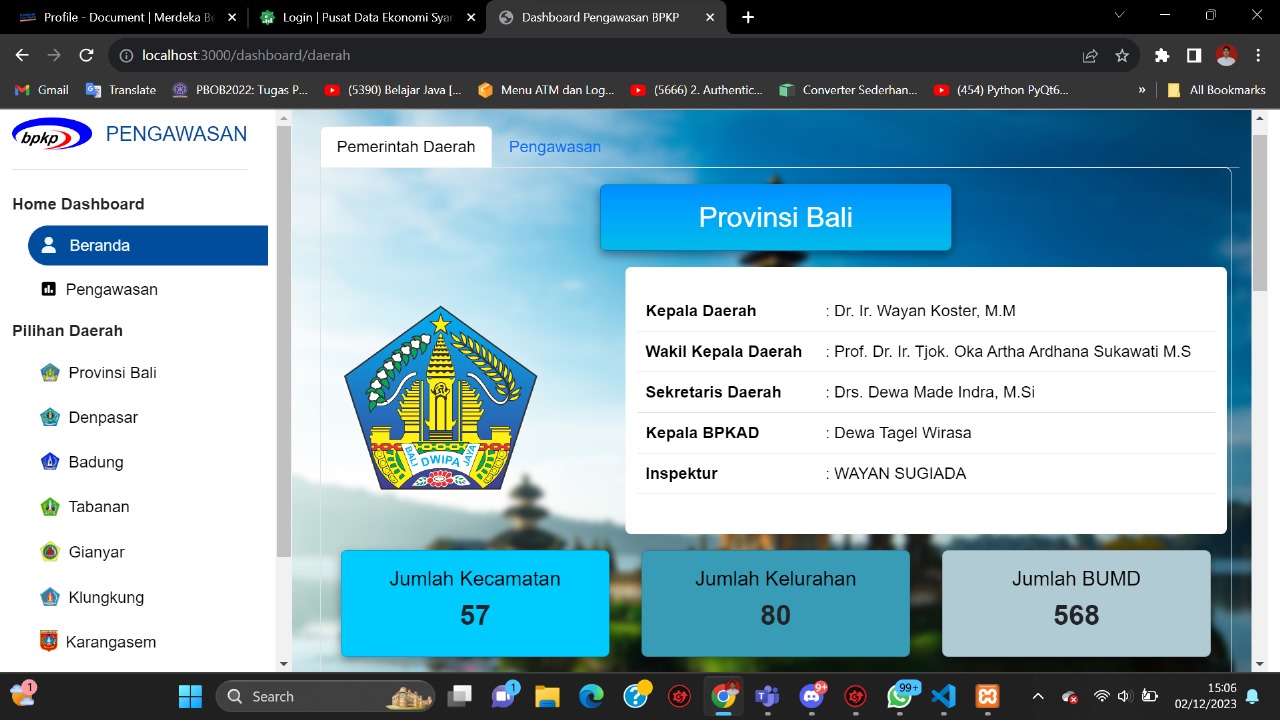 Profile - Document | Merdeka Be
Login | Pusat Data Ekonomi Syar
Dashboard Pengawasan BPKP
localhost:3000/dashboard/daerah
Gmail
Translate
PBOB2022: Tugas P...
(5390) Belajar Java [...
Menu ATM dan Log...
(5666) 2. Authentic...
Converter Sederhan...
(454) Python PyQt6...
»
All Bookmarks
bpkp PENGAWASAN
Home Dashboard
Beranda
Pengawasan
Pilihan Daerah
Provinsi Bali
Denpasar
Badung
Tabanan
Gianyar
Klungkung
Karangasem
Pemerintah Daerah
Pengawasan
Provinsi Bali
BALI DWIPA JAYA
Kepala Daerah : Dr. Ir. Wayan Koster, M.M
Wakil Kepala Daerah : Prof. Dr. Ir. Tjok. Oka Artha Ardhana Sukawati M.S
Sekretaris Daerah : Drs. Dewa Made Indra, M.Si
Kepala BPKAD : Dewa Tagel Wirasa
Inspektur : WAYAN SUGIADA
Jumlah Kecamatan
57
Jumlah Kelurahan
80
Jumlah BUMD
568
1
Search
1
9+
99+
15:06
02/12/2023